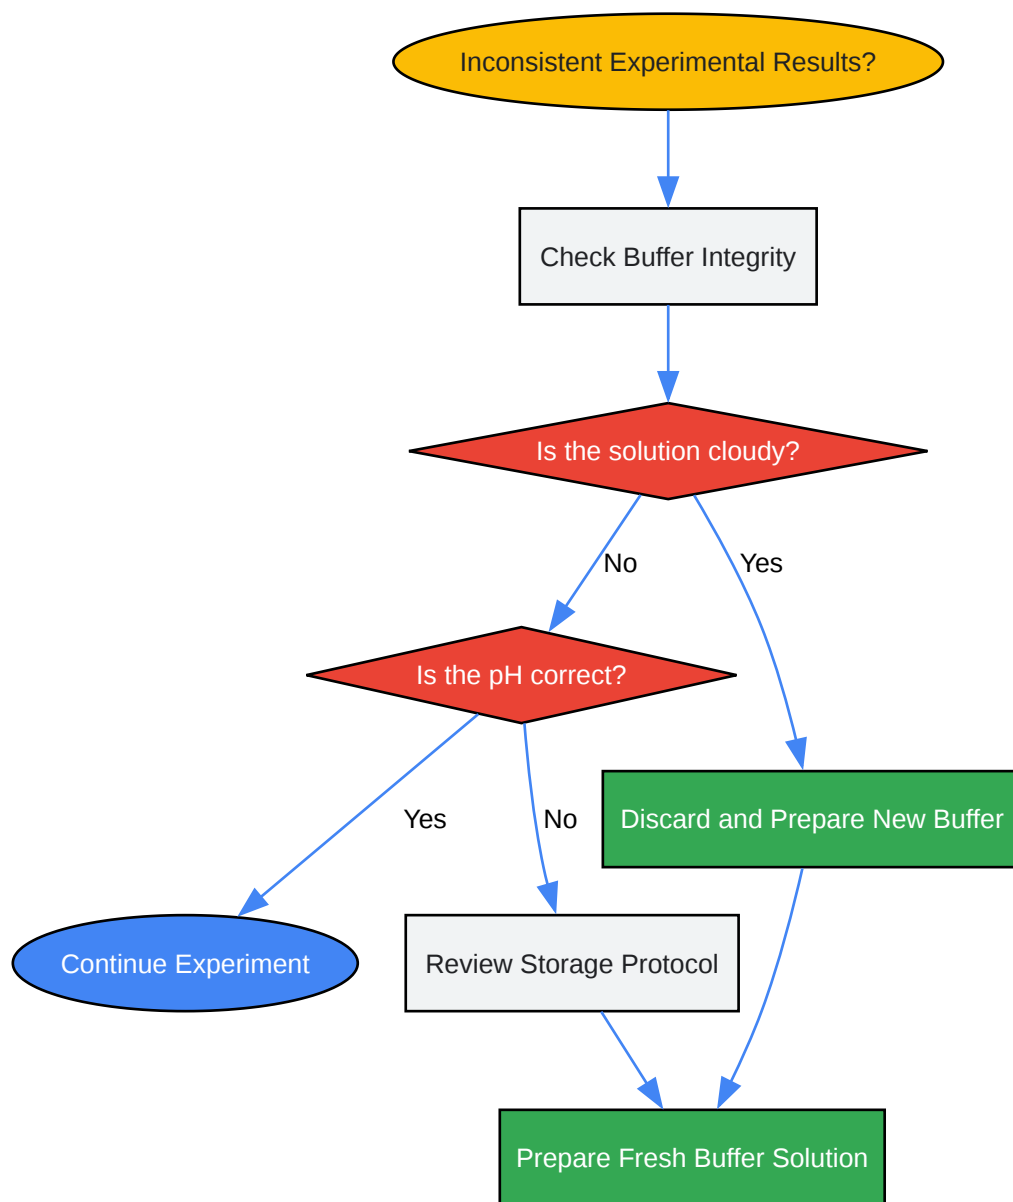 Inconsistent Experimental Results?
Check Buffer Integrity
Is the solution cloudy?
No
Yes
Is the pH correct?
Yes
No
Discard and Prepare New Buffer
Continue Experiment
Review Storage Protocol
Prepare Fresh Buffer Solution